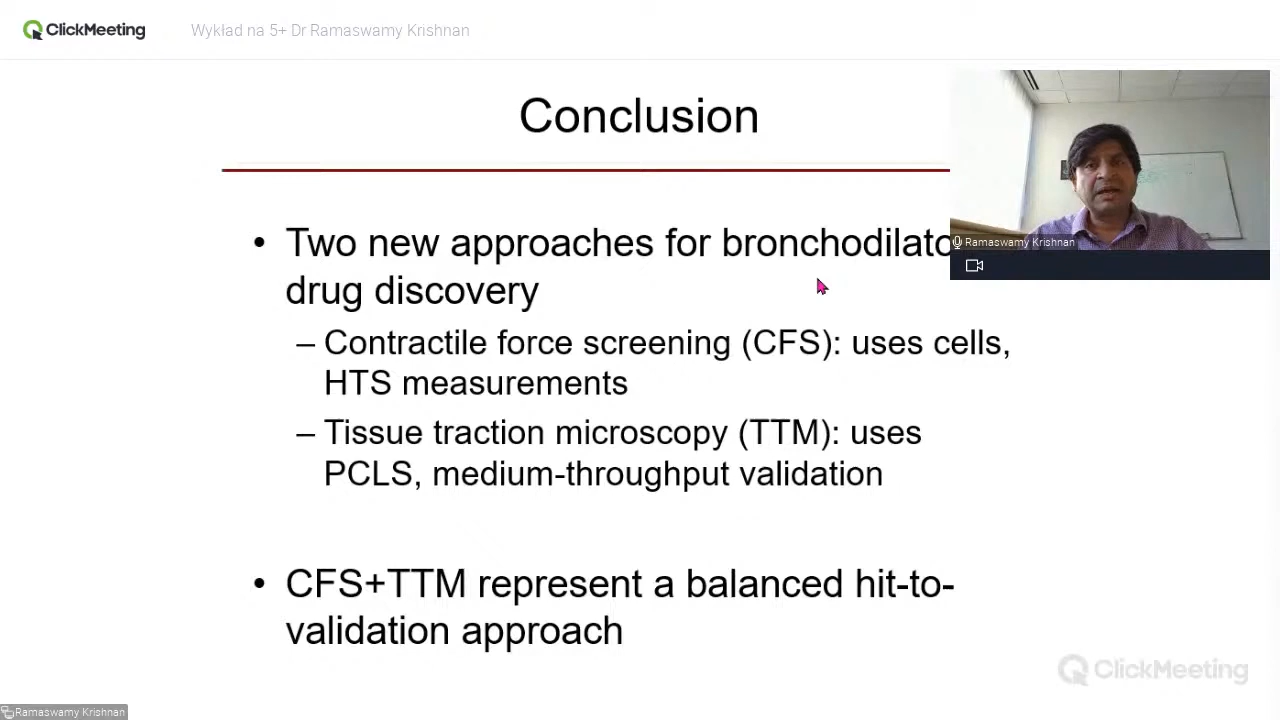 ClickMeeting
Wykład na 5+ Dr Ramaswamy Krishnan
Conclusion
• Two new approaches for bronchodilato
drug discovery
– Contractile force screening (CFS): uses cells,
HTS measurements
– Tissue traction microscopy (TTM): uses
PCLS, medium-throughput validation
• CFS+TTM represent a balanced hit-to-
validation approach
Ramaswamy Krishnan
ClickMeeting
Ramaswamy Krishnan